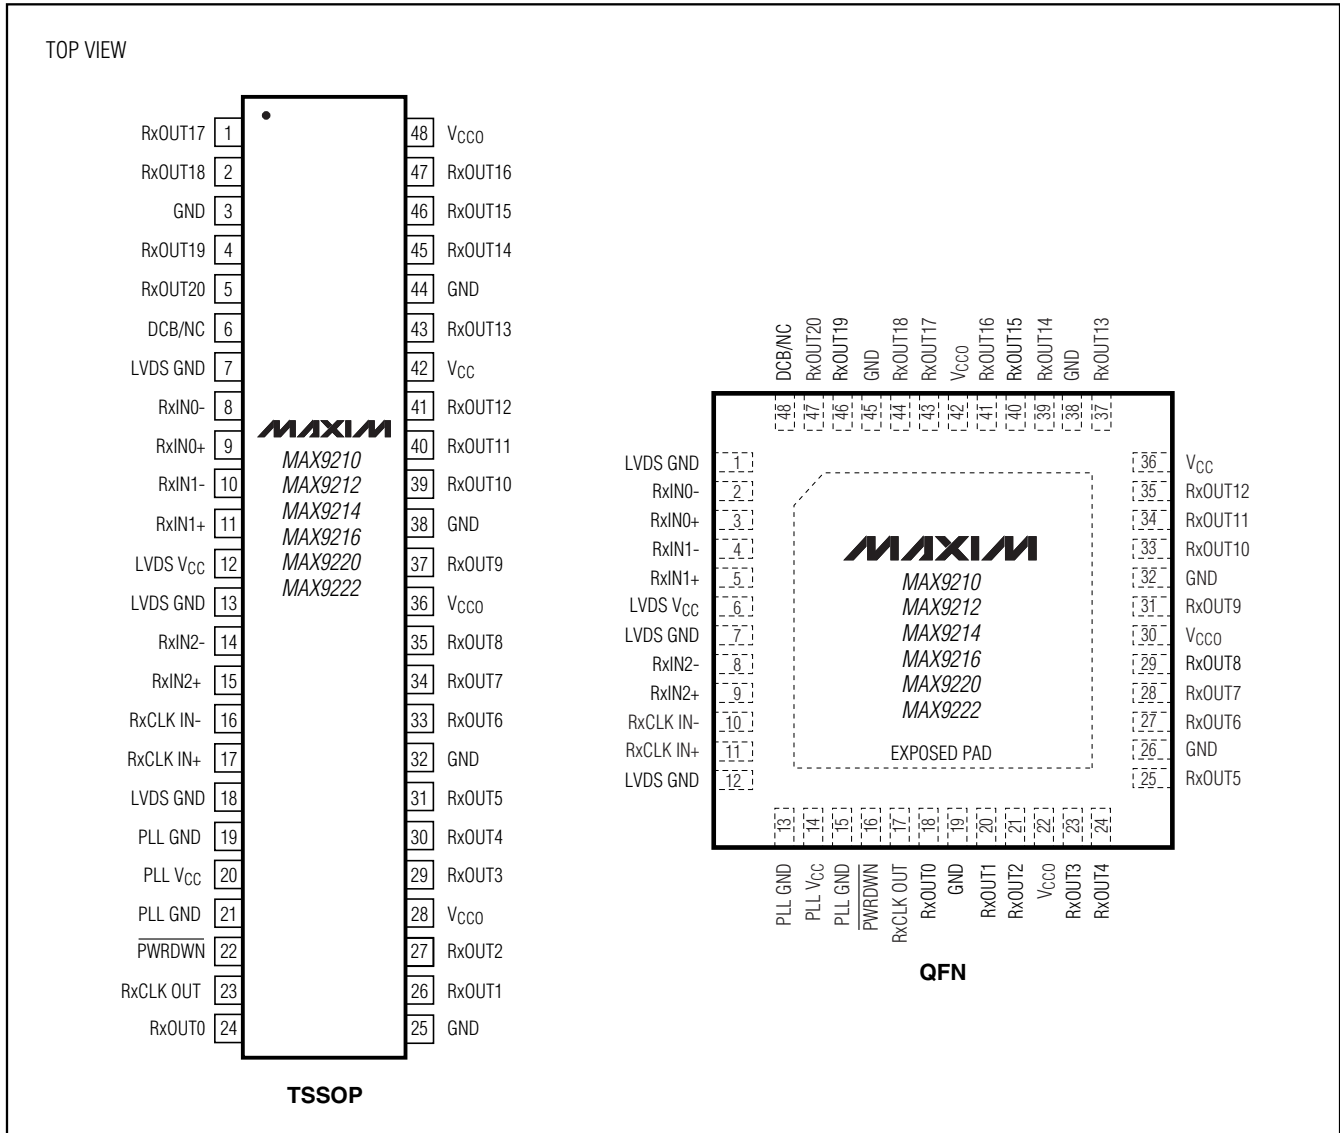 TOP VIEW
RxOUT17 1
RxOUT18 2
GND 3
RxOUT19 4
RxOUT20 5
DCB/NC 6
LVDS GND 7
RxIN0- 8
RxIN0+ 9
RxIN1- 10
RxIN1+ 11
LVDS VCC 12
LVDS GND 13
RxIN2- 14
RxIN2+ 15
RxCLK IN- 16
RxCLK IN+ 17
LVDS GND 18
PLL GND 19
PLL VCC 20
PLL GND 21
PWRDWN 22
RxCLK OUT 23
RxOUT0 24
MAXIM
MAX9210
MAX9212
MAX9214
MAX9216
MAX9220
MAX9222
48 VCCO
47 RxOUT16
46 RxOUT15
45 RxOUT14
44 GND
43 RxOUT13
42 VCC
41 RxOUT12
40 RxOUT11
39 RxOUT10
38 GND
37 RxOUT9
36 VCCO
35 RxOUT8
34 RxOUT7
33 RxOUT6
32 GND
31 RxOUT5
30 RxOUT4
29 RxOUT3
28 VCCO
27 RxOUT2
26 RxOUT1
25 GND
TSSOP
DCB/NC 48
RxOUT20 47
RxOUT19 46
GND 45
RxOUT18 44
RxOUT17 43
VCCO 42
RxOUT16 41
RxOUT15 40
RxOUT14 39
GND 38
RxOUT13 37
LVDS GND 1
RxIN0- 2
RxIN0+ 3
RxIN1- 4
RxIN1+ 5
LVDS VCC 6
LVDS GND 7
RxIN2- 8
RxIN2+ 9
RxCLK IN- 10
RxCLK IN+ 11
LVDS GND 12
MAXIM
MAX9210
MAX9212
MAX9214
MAX9216
MAX9220
MAX9222
EXPOSED PAD
36 VCC
35 RxOUT12
34 RxOUT11
33 RxOUT10
32 GND
31 RxOUT9
30 VCCO
29 RxOUT8
28 RxOUT7
27 RxOUT6
26 GND
25 RxOUT5
13 PLL GND
14 PLL VCC
15 PLL GND
16 PWRDWN
17 RxCLK OUT
18 RxOUT0
19 GND
20 RxOUT1
21 RxOUT2
22 VCCO
23 RxOUT3
24 RxOUT4
QFN